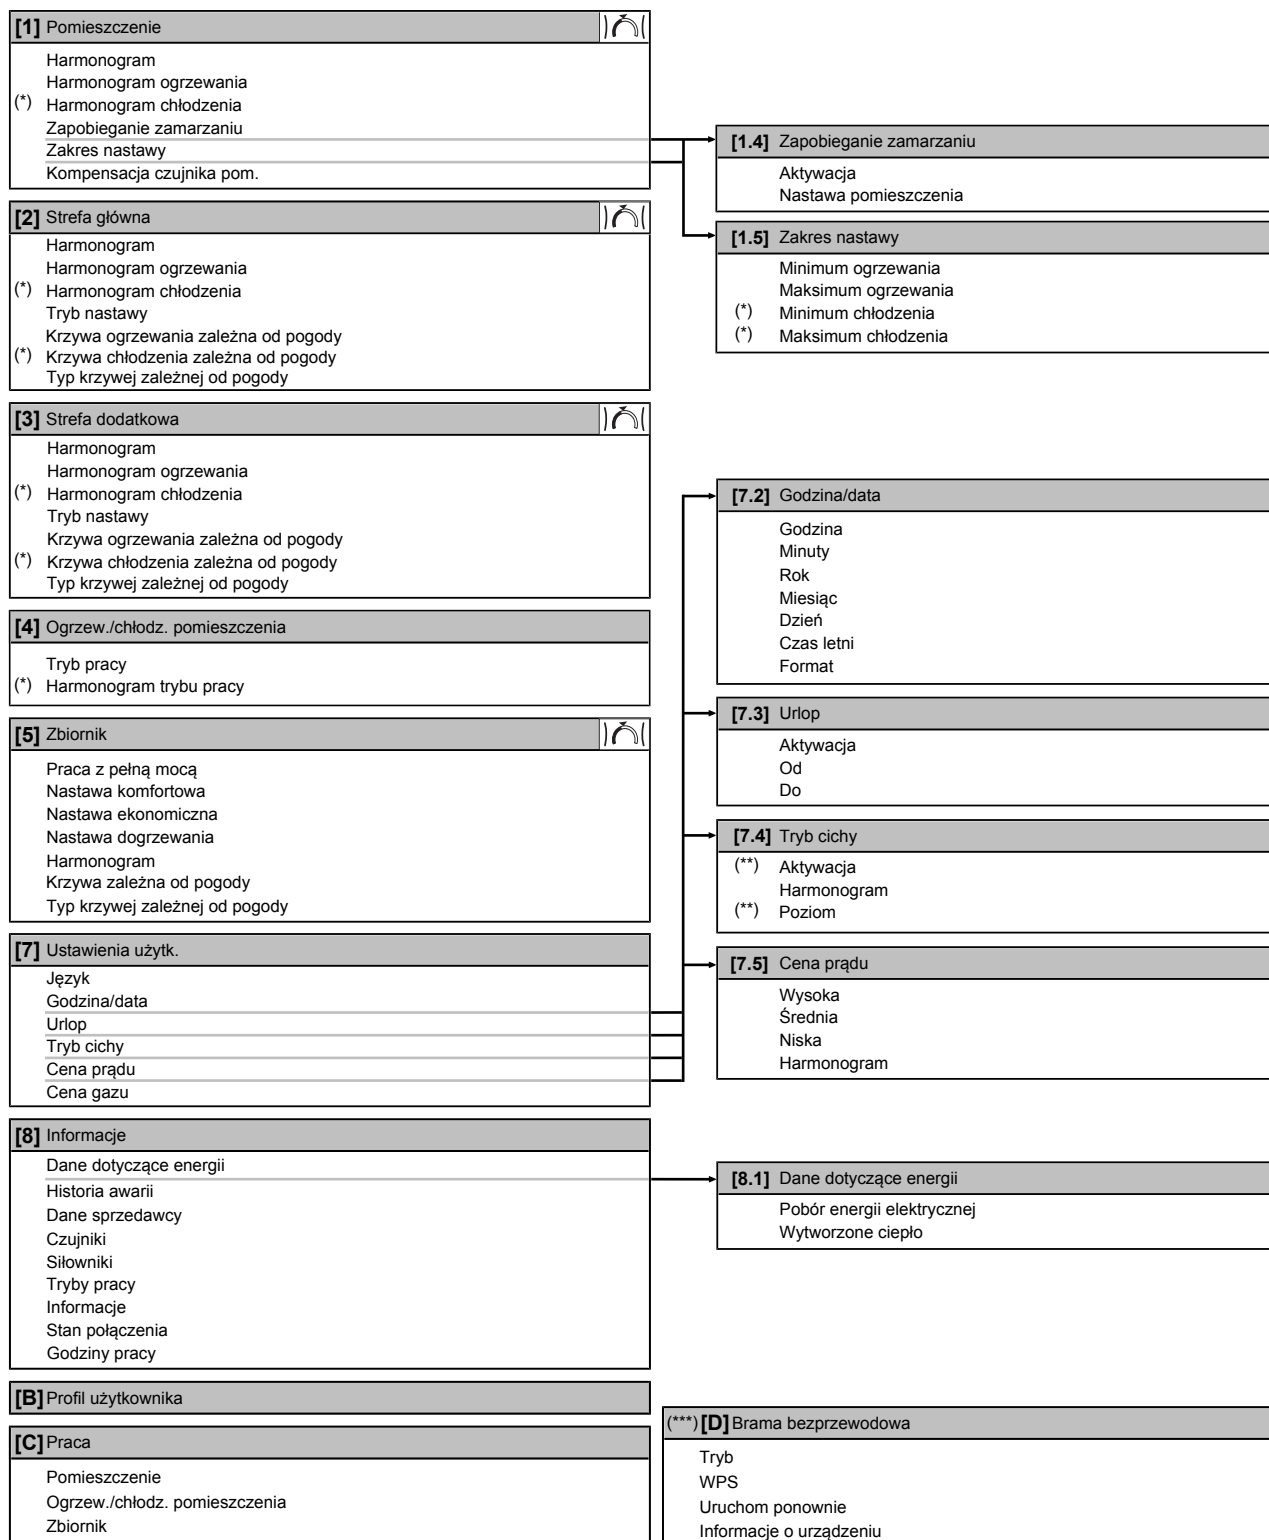 [1] Pomieszczenie
Harmonogram
Harmonogram ogrzewania
(*) Harmonogram chłodzenia
Zapobieganie zamarzaniu
Zakres nastawy
Kompensacja czujnika pom.
[1.4] Zapobieganie zamarzaniu
Aktywacja
Nastawa pomieszczenia
[1.5] Zakres nastawy
Minimum ogrzewania
Maksimum ogrzewania
(*) Minimum chłodzenia
(*) Maksimum chłodzenia
[2] Strefa główna
Harmonogram
Harmonogram ogrzewania
(*) Harmonogram chłodzenia
Tryb nastawy
Krzywa ogrzewania zależna od pogody
(*) Krzywa chłodzenia zależna od pogody
Typ krzywej zależnej od pogody
[3] Strefa dodatkowa
Harmonogram
Harmonogram ogrzewania
(*) Harmonogram chłodzenia
Tryb nastawy
Krzywa ogrzewania zależna od pogody
(*) Krzywa chłodzenia zależna od pogody
Typ krzywej zależnej od pogody
[4] Ogrzew./chłodz. pomieszczenia
Tryb pracy
(*) Harmonogram trybu pracy
[5] Zbiornik
Praca z pełną mocą
Nastawa komfortowa
Nastawa ekonomiczna
Nastawa dogrzewania
Harmonogram
Krzywa zależna od pogody
Typ krzywej zależnej od pogody
[7] Ustawienia użytk.
Język
Godzina/data
Urlop
Tryb cichy
Cena prądu
Cena gazu
[7.2] Godzina/data
Godzina
Minuty
Rok
Miesiąc
Dzień
Czas letni
Format
[7.3] Urlop
Aktywacja
Od
Do
[7.4] Tryb cichy
(**) Aktywacja
Harmonogram
(**) Poziom
[7.5] Cena prądu
Wysoka
Średnia
Niska
Harmonogram
[8] Informacje
Dane dotyczące energii
Historia awarii
Dane sprzedawcy
Czujniki
Siłowniki
Tryby pracy
Informacje
Stan połączenia
Godziny pracy
[8.1] Dane dotyczące energii
Pobór energii elektrycznej
Wytworzone ciepło
[B] Profil użytkownika
[C] Praca
Pomieszczenie
Ogrzew./chłodz. pomieszczenia
Zbiornik
(***) [D] Brama bezprzewodowa
Tryb
WPS
Uruchom ponownie
Informacje o urządzeniu